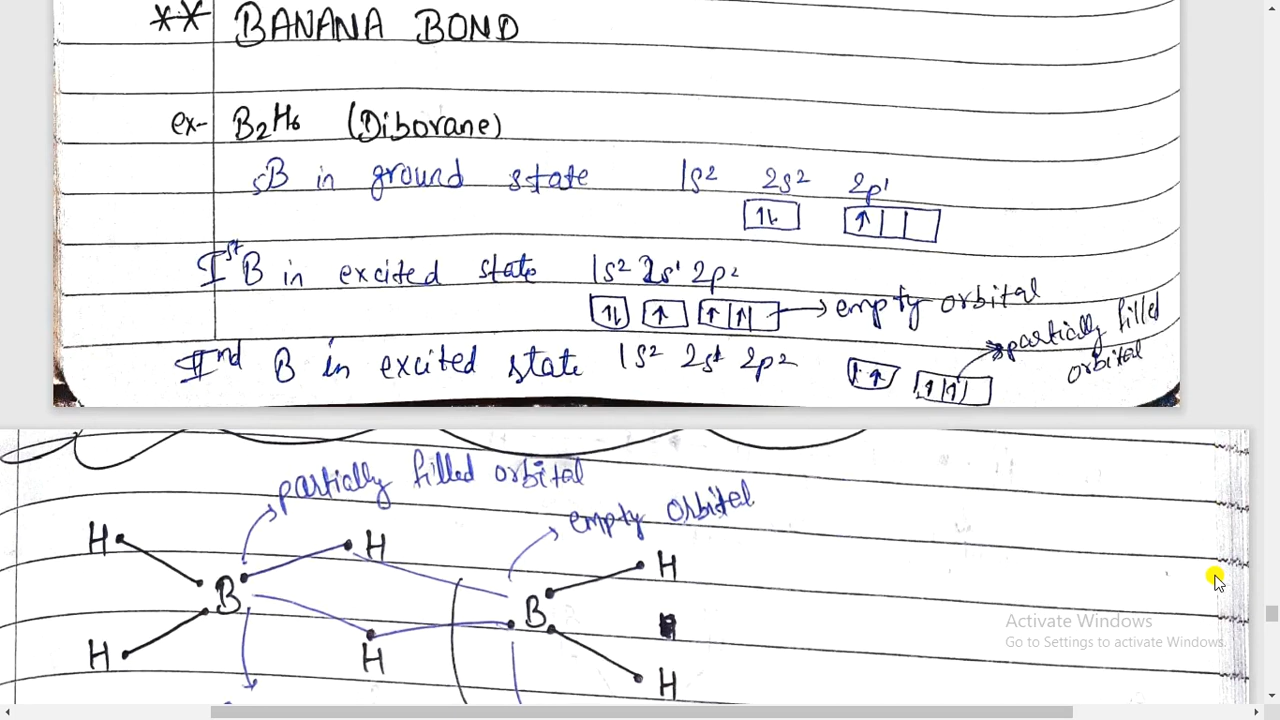 ** BANANA BOND
ex- B₂H₆ (Diborane)
₅B in ground state 1s² 2s² 2p¹
Iˢᵗ B in excited state 1s² 2s¹ 2p²
→ empty orbital
IIⁿᵈ B in excited state 1s² 2s¹ 2p²
partially filled
orbital
partially filled orbital
empty orbital
H H H
B B
H H H
Activate Windows
Go to Settings to activate Windows.